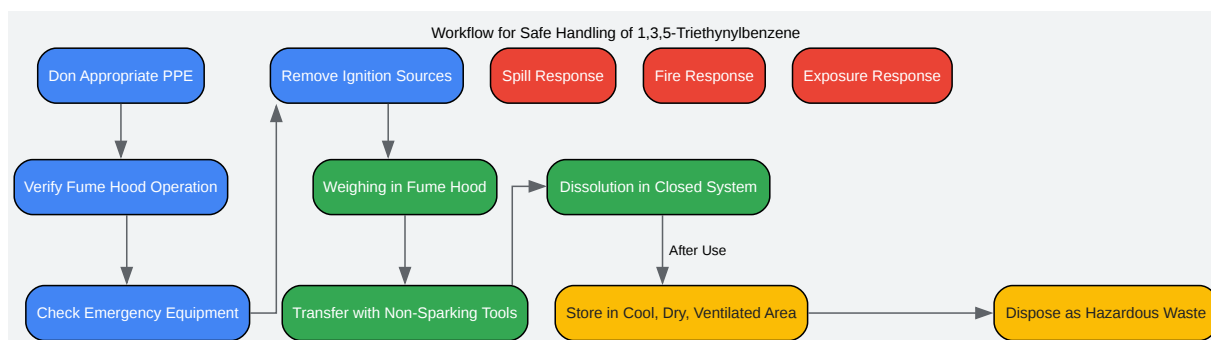 Workflow for Safe Handling of 1,3,5-Triethynylbenzene
Don Appropriate PPE
Remove Ignition Sources
Spill Response
Fire Response
Exposure Response
Verify Fume Hood Operation
Weighing in Fume Hood
Dissolution in Closed System
After Use
Check Emergency Equipment
Transfer with Non-Sparking Tools
Store in Cool, Dry, Ventilated Area
Dispose as Hazardous Waste